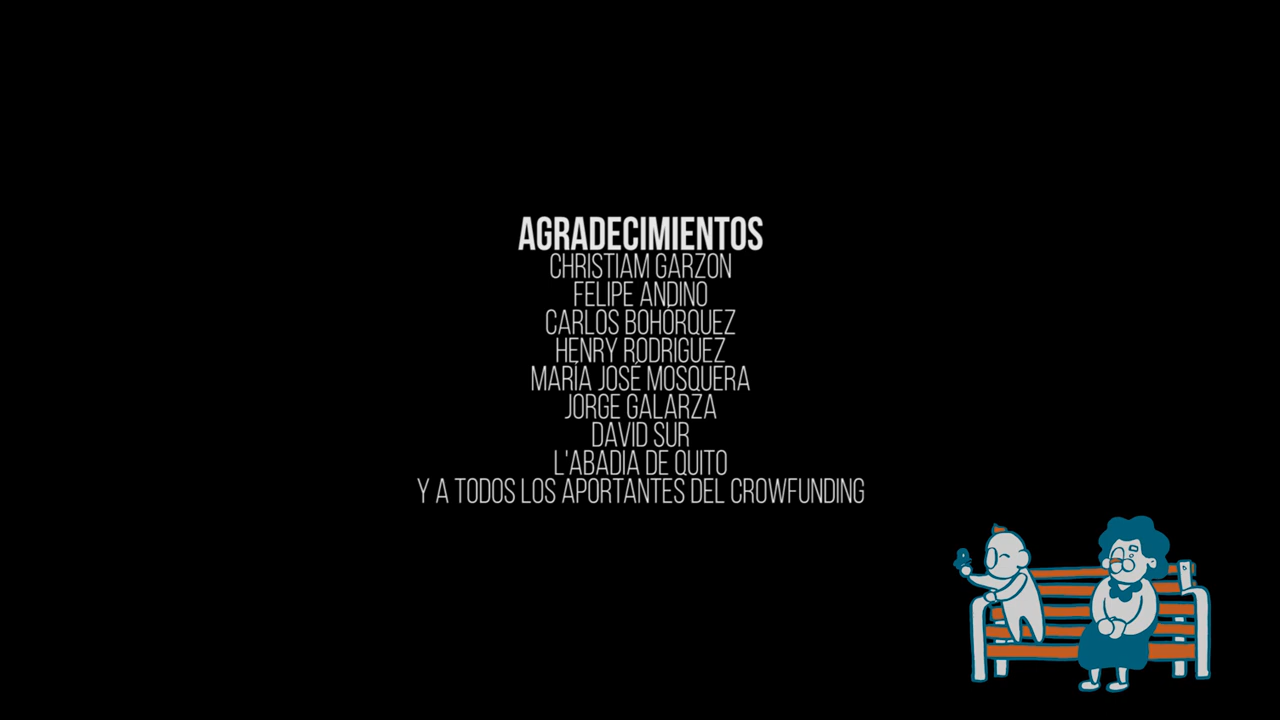 AGRADECIMIENTOS
CHRISTIAM GARZON
FELIPE ANDINO
CARLOS BOHÓRQUEZ
HENRY RODRIGUEZ
MARÍA JOSÉ MOSQUERA
JORGE GALARZA
DAVID SUR
L'ABADIA DE QUITO
Y A TODOS LOS APORTANTES DEL CROWFUNDING